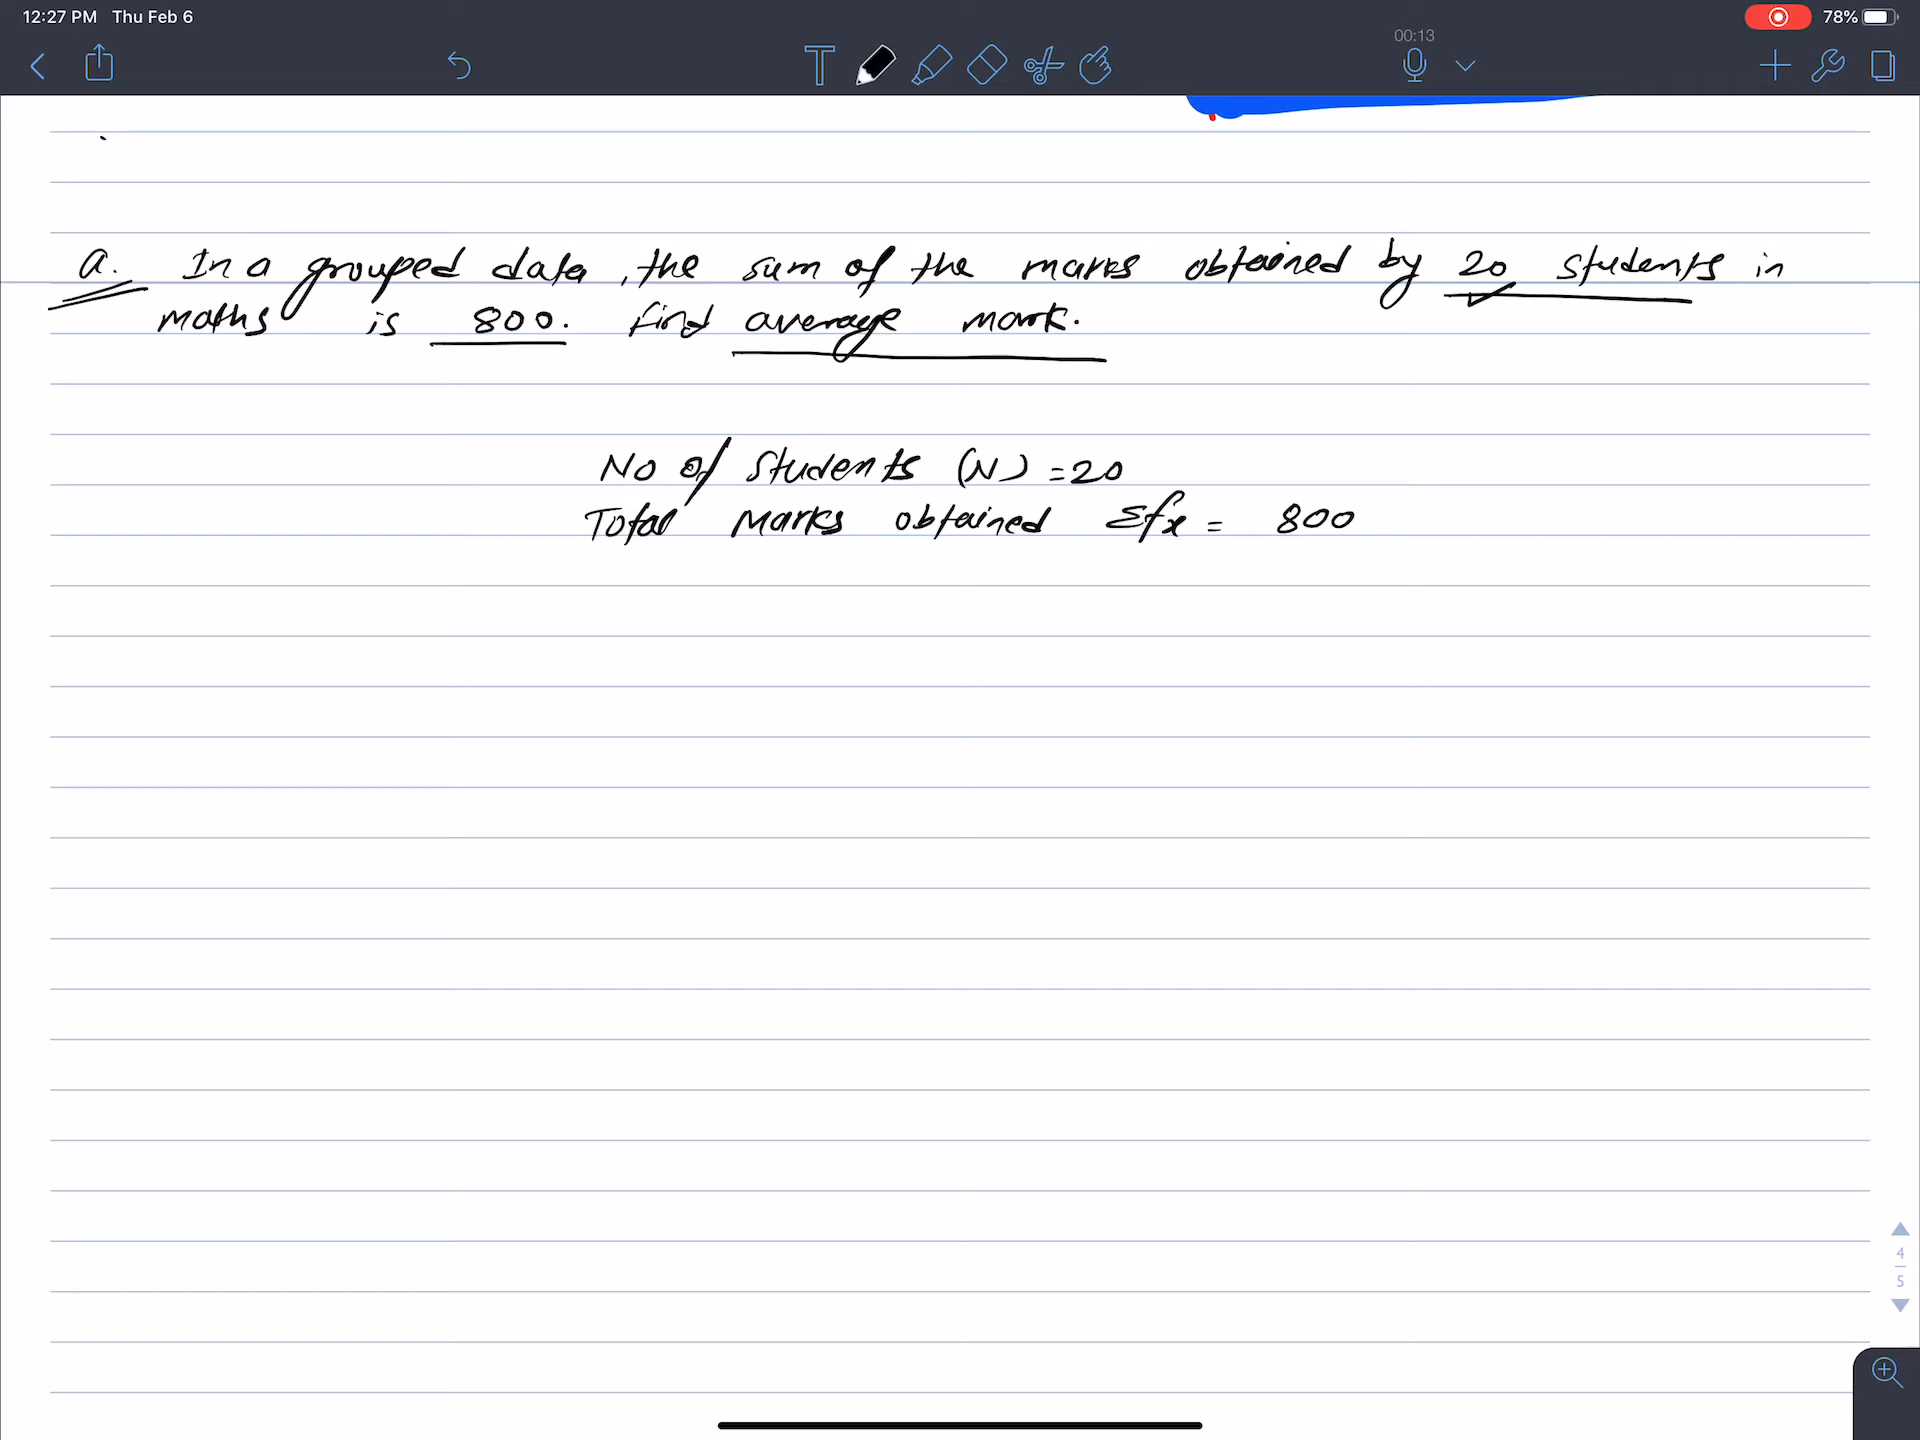 12:27 PM Thu Feb 6
78%
00:13
a. In a grouped data, the sum of the marks obtained by 20 students in
maths is 800. find average mark.
No of students (N) = 20
Total Marks obtained Σfx = 800
4
5